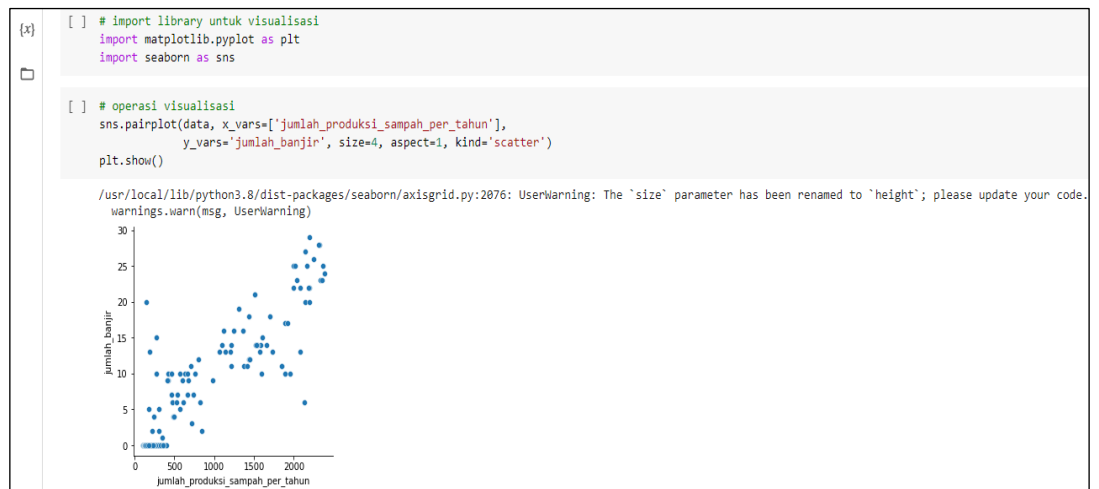 {x}
[ ] # import library untuk visualisasi
import matplotlib.pyplot as plt
import seaborn as sns
[ ] # operasi visualisasi
sns.pairplot(data, x_vars=['jumlah_produksi_sampah_per_tahun'],
y_vars='jumlah_banjir', size=4, aspect=1, kind='scatter')
plt.show()
/usr/local/lib/python3.8/dist-packages/seaborn/axisgrid.py:2076: UserWarning: The `size` parameter has been renamed to `height`; please update your code.
warnings.warn(msg, UserWarning)
30
25
20
15
10
5
0
jumlah_banjir
0 500 1000 1500 2000
jumlah_produksi_sampah_per_tahun